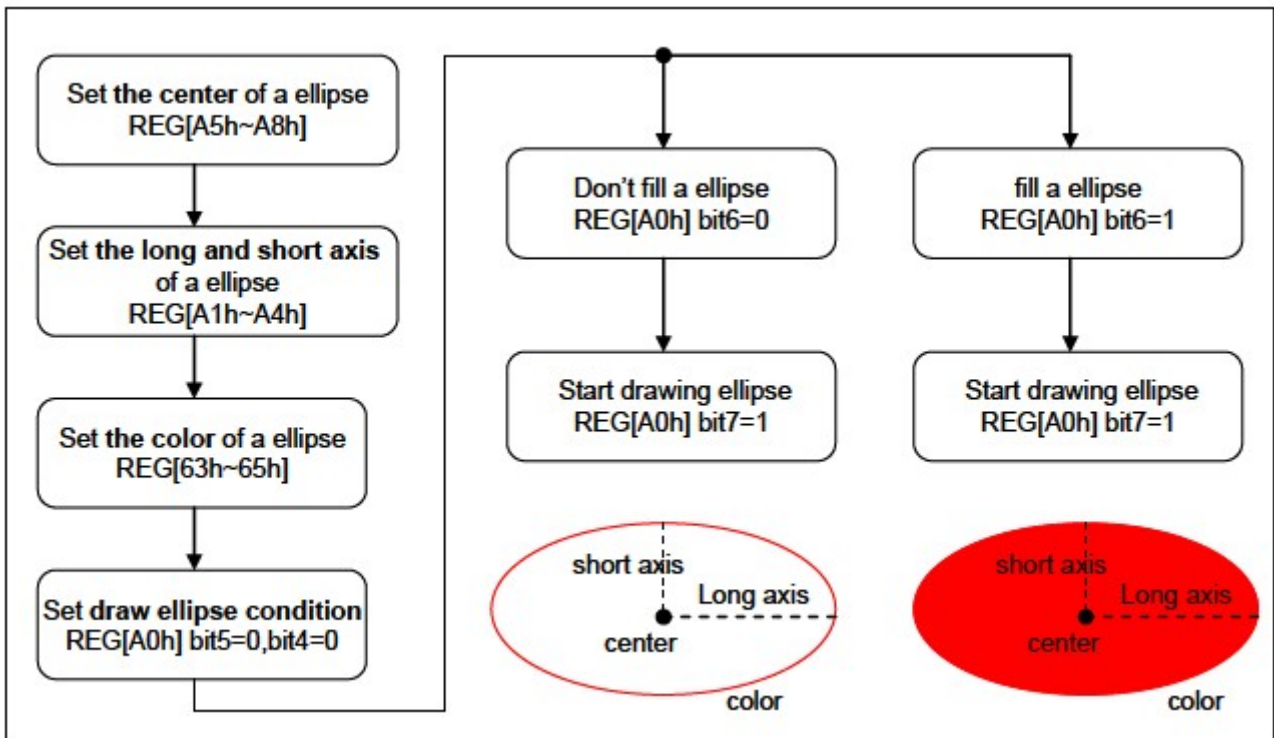 Set the center of a ellipse
REG[A5h~A8h]
Set the long and short axis
of a ellipse
REG[A1h~A4h]
Set the color of a ellipse
REG[63h~65h]
Set draw ellipse condition
REG[A0h] bit5=0,bit4=0
Don't fill a ellipse
REG[A0h] bit6=0
Start drawing ellipse
REG[A0h] bit7=1
short axis
Long axis
center
color
fill a ellipse
REG[A0h] bit6=1
Start drawing ellipse
REG[A0h] bit7=1
short axis
Long axis
center
color